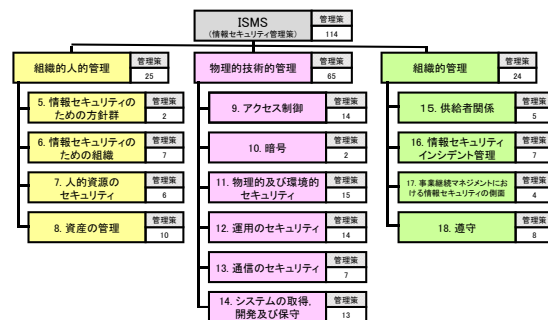 ISMS
(情報セキュリティ管理策)
管理策
114
組織的人的管理
管理策
25
5. 情報セキュリティの
ための方針群
管理策
2
6. 情報セキュリティの
ための組織
管理策
7
7. 人的資源の
セキュリティ
管理策
6
8. 資産の管理
管理策
10
物理的技術的管理
管理策
65
9. アクセス制御
管理策
14
10. 暗号
管理策
2
11. 物理的及び環境的
セキュリティ
管理策
15
12. 運用のセキュリティ
管理策
14
13. 通信のセキュリティ
管理策
7
14. システムの取得,
開発及び保守
管理策
13
組織的管理
管理策
24
15. 供給者関係
管理策
5
16. 情報セキュリティ
インシデント管理
管理策
7
17. 事業継続マネジメントにお
ける情報セキュリティの側面
管理策
4
18. 遵守
管理策
8